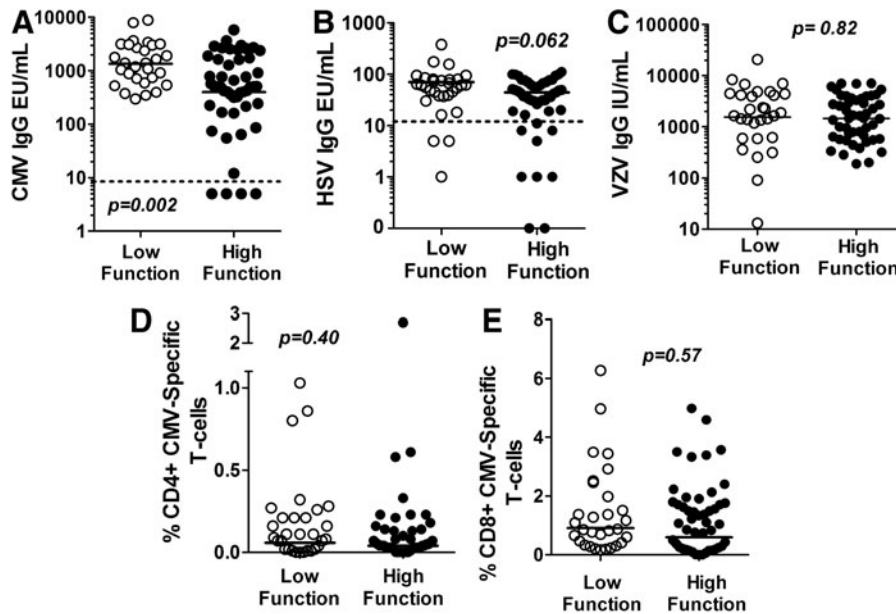 A
CMV IgG EU/mL
10000
1000
100
10
1
p=0.002
Low
Function
High
Function
B
HSV IgG EU/mL
1000
100
10
1
0
p=0.062
Low
Function
High
Function
C
VZV IgG IU/mL
100000
10000
1000
100
10
p= 0.82
Low
Function
High
Function
D
% CD4+ CMV-Specific
T-cells
3
2
1.0
0.5
0.0
p=0.40
Low
Function
High
Function
E
% CD8+ CMV-Specific
T-cells
8
6
4
2
0
p=0.57
Low
Function
High
Function